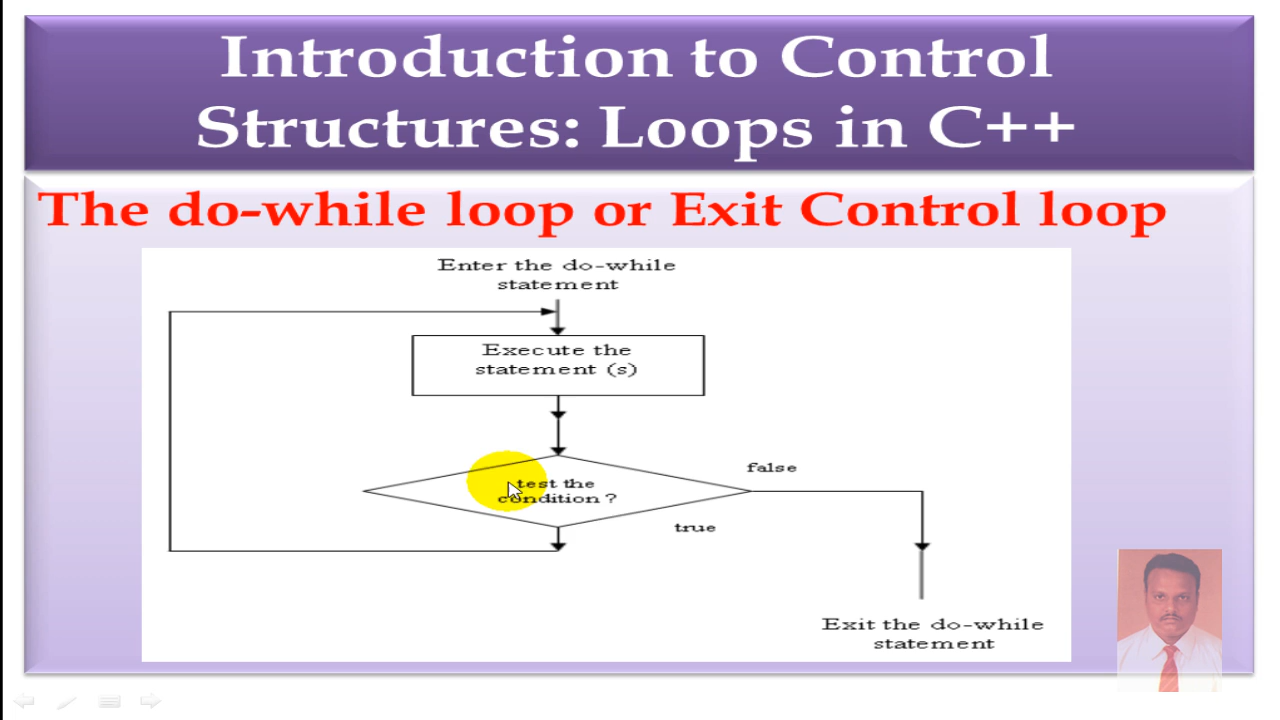 Introduction to Control
Structures: Loops in C++
The do-while loop or Exit Control loop
Enter the do-while
statement
Execute the
statement (s)
test the
condition ?
false
true
Exit the do-while
statement